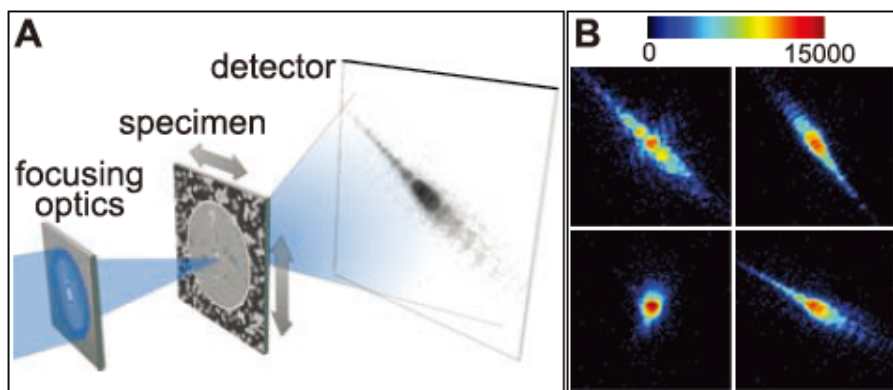 A
detector
specimen
focusing
optics
B
0
15000